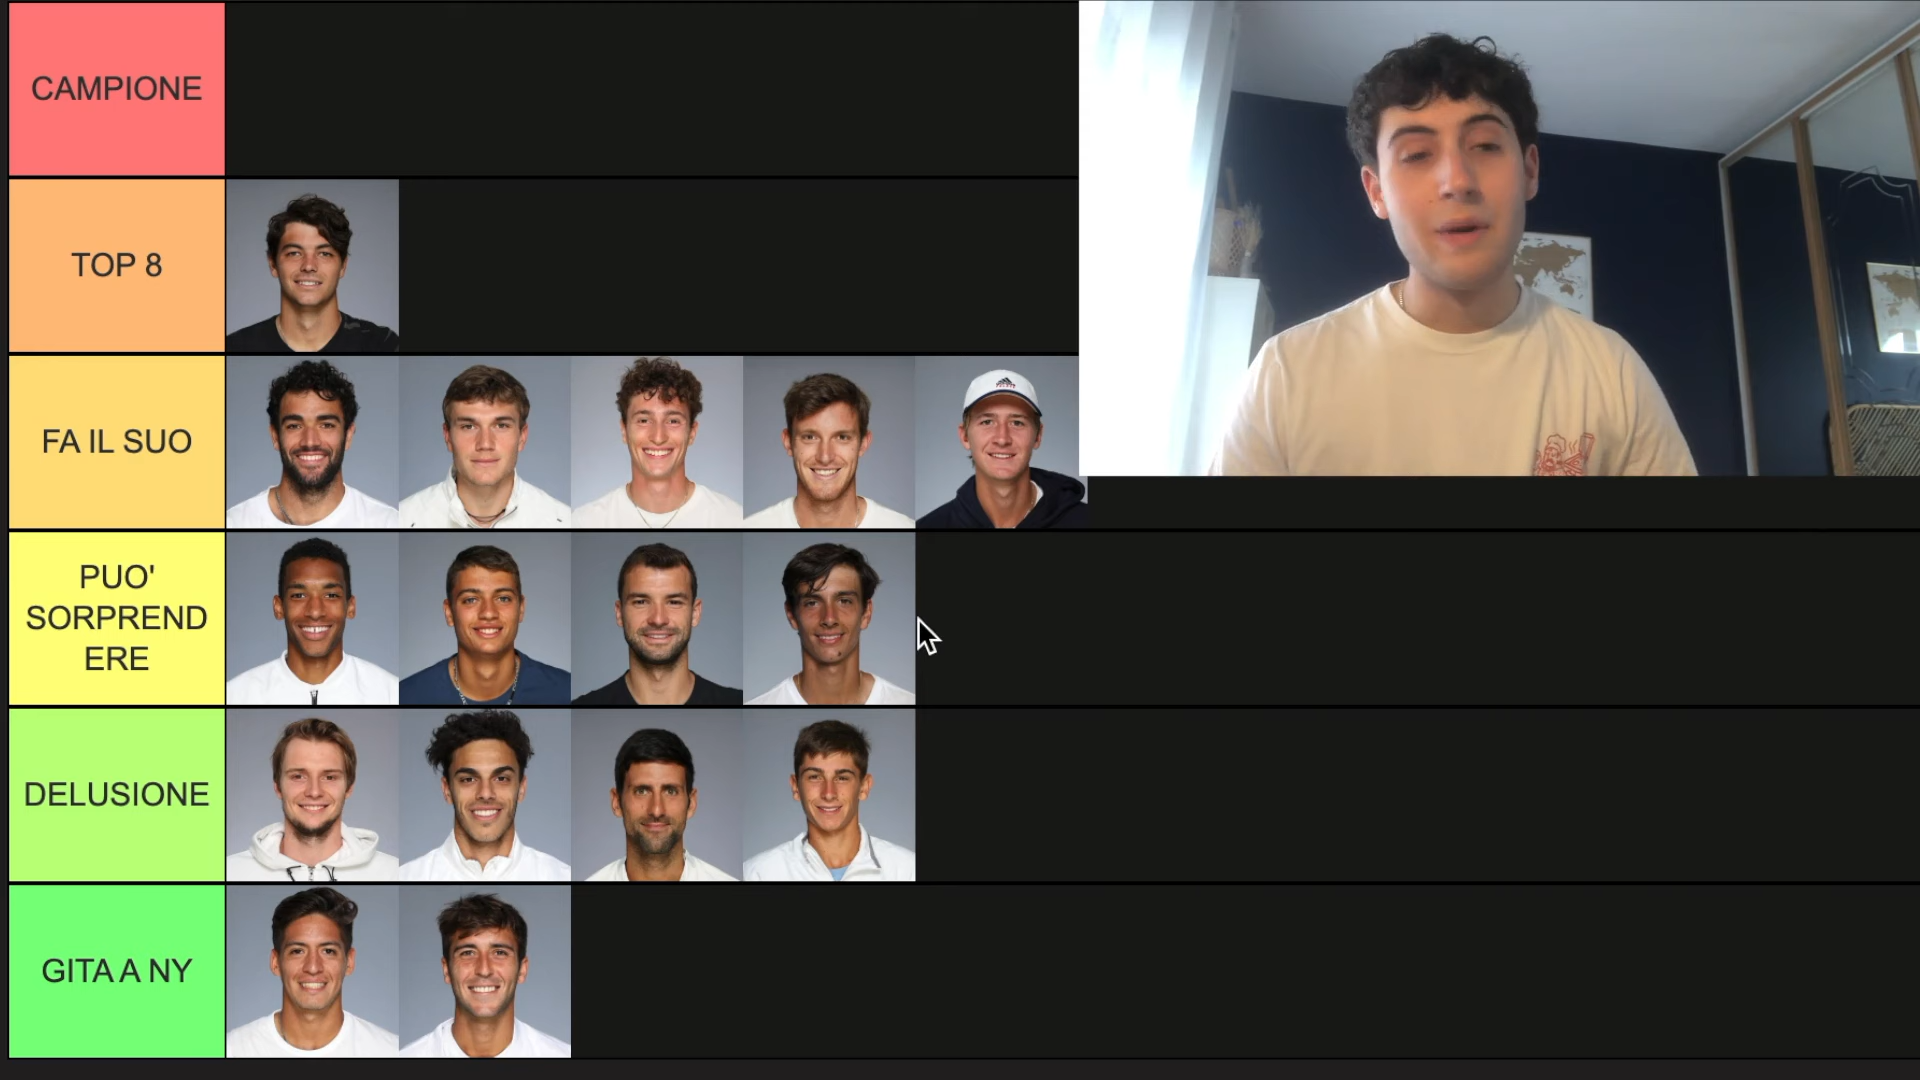 CAMPIONE
TOP 8
FA IL SUO
PUO'
SORPREND
ERE
DELUSIONE
GITA A NY